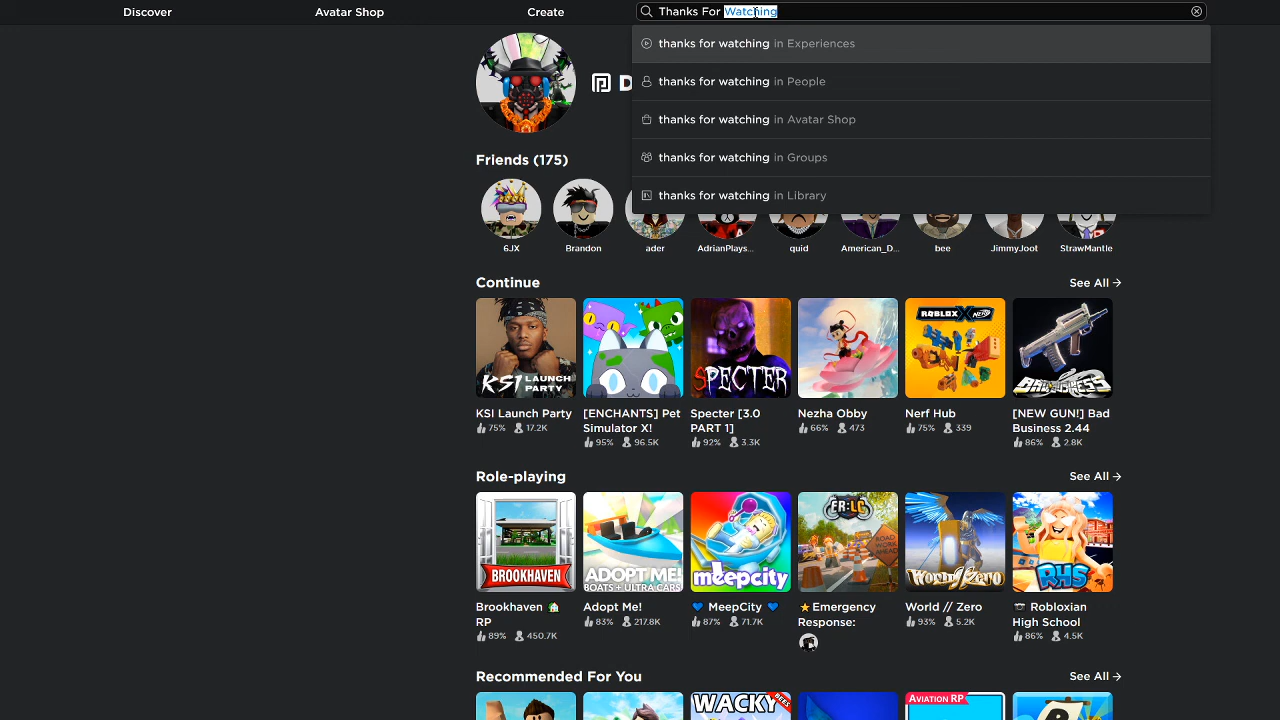 Discover
Avatar Shop
Create
Thanks For Watching
thanks for watching in Experiences
thanks for watching in People
thanks for watching in Avatar Shop
thanks for watching in Groups
thanks for watching in Library
D
Friends (175)
6JX
Brandon
ader
AdrianPlays...
quid
American_D...
bee
JimmyJoot
StrawMantle
Continue
See All →
KSI LAUNCH PARTY
SPECTER
ROBLOX X NERF
BAD BUSINESS
KSI Launch Party
75% 17.2K
[ENCHANTS] Pet Simulator X!
95% 96.5K
Specter [3.0 PART 1]
92% 3.3K
Nezha Obby
66% 473
Nerf Hub
75% 339
[NEW GUN!] Bad Business 2.44
86% 2.8K
Role-playing
See All →
BROOKHAVEN
ADOPT ME!
BOATS + ULTRA CARS
meepcity
ER:LC
ROAD WORK AHEAD
World Zero
RHS
Brookhaven RP
89% 450.7K
Adopt Me!
83% 217.8K
MeepCity
87% 71.7K
Emergency Response:
World // Zero
93% 5.2K
Robloxian High School
86% 4.5K
Recommended For You
See All →
WACKY
AVIATION RP